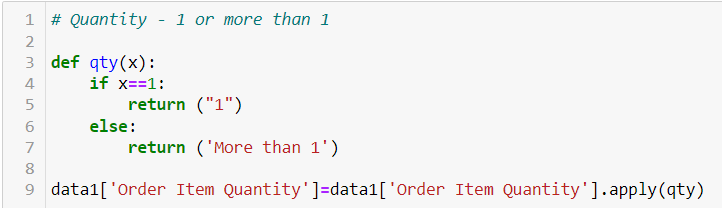 1 # Quantity - 1 or more than 1
2
3 def qty(x):
4     if x==1:
5         return ("1")
6     else:
7         return ('More than 1')
8
9 data1['Order Item Quantity']=data1['Order Item Quantity'].apply(qty)